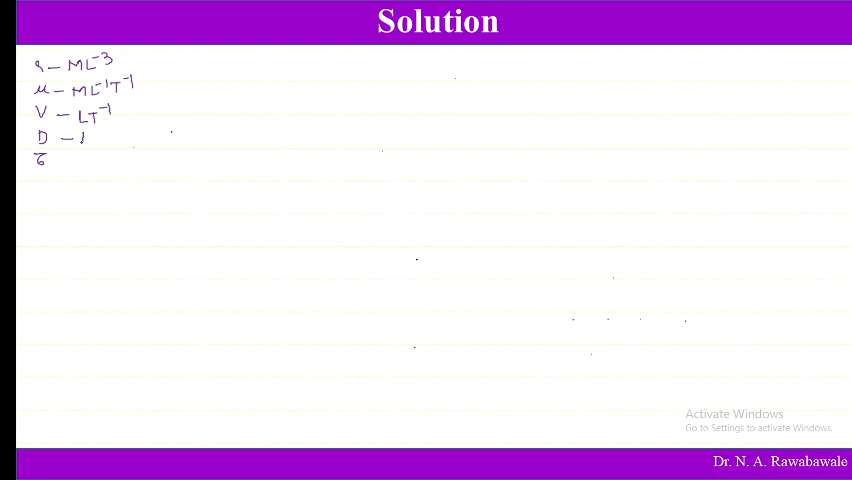 Solution
ρ - ML⁻³
μ - ML⁻¹T⁻¹
V - LT⁻¹
D - L
Activate Windows
Go to Settings to activate Windows.
Dr. N. A. Rawabawale